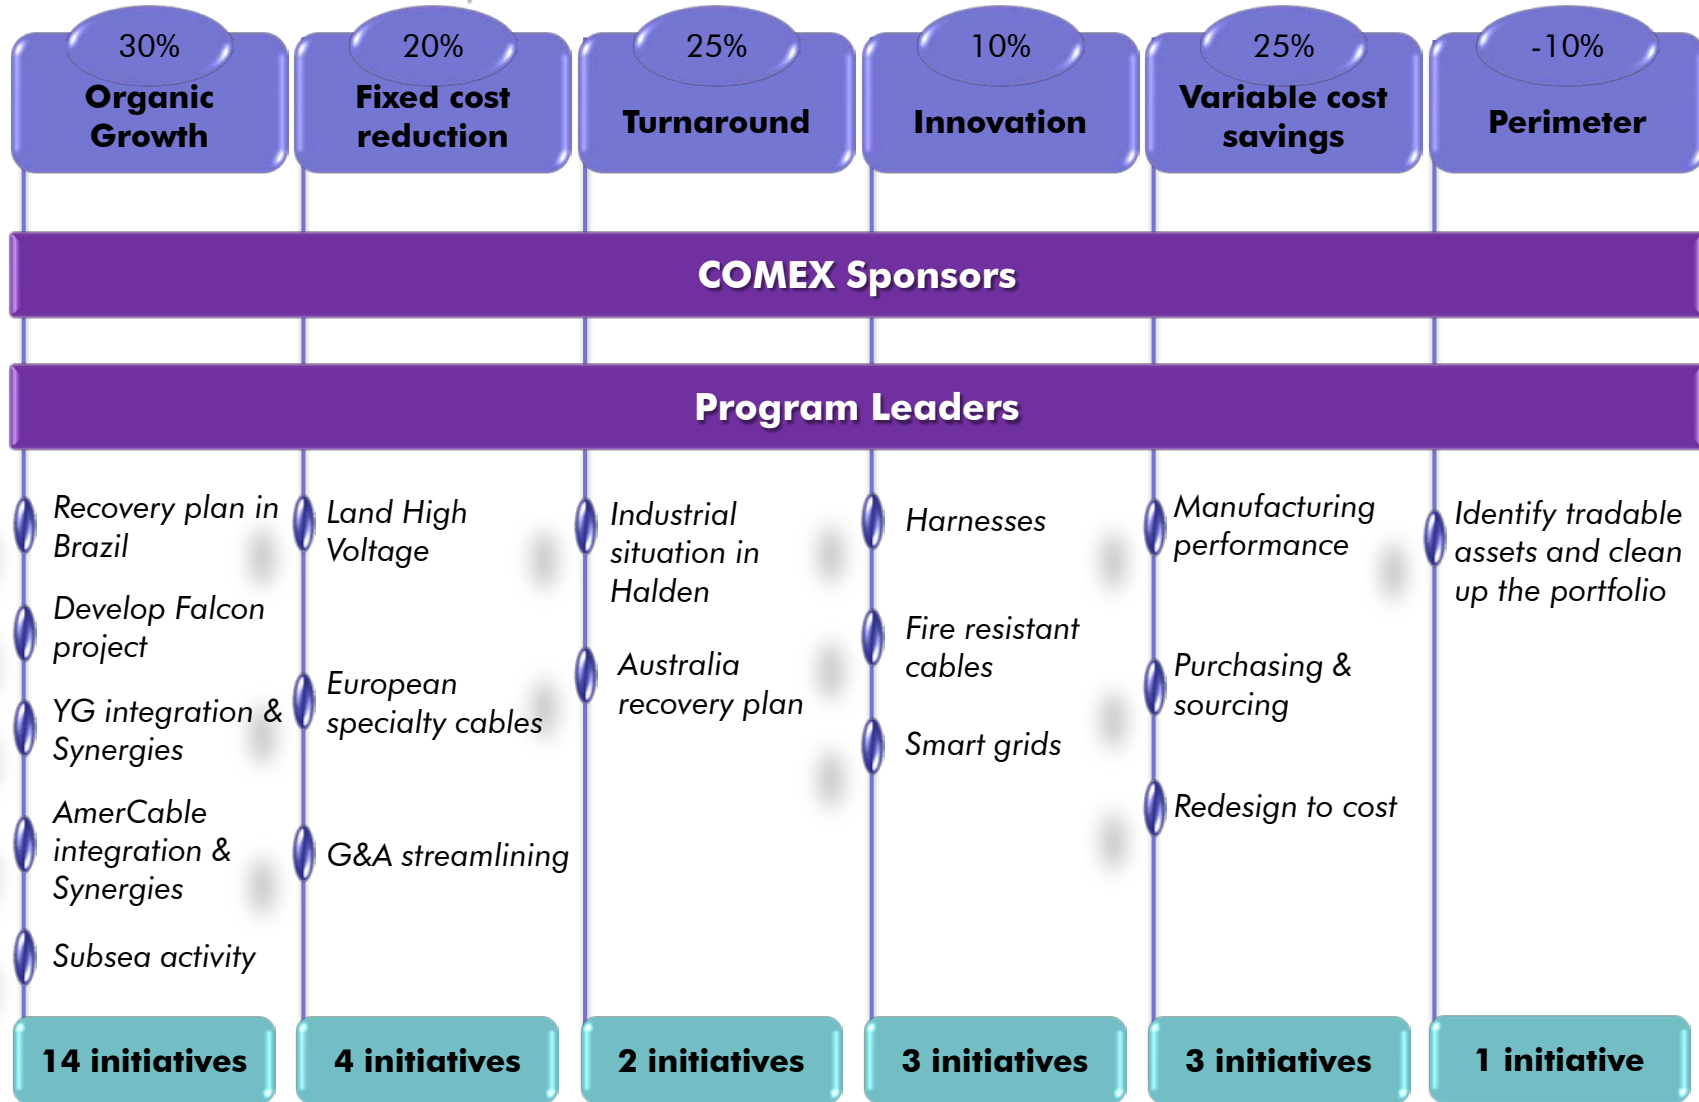 30%
Organic
Growth
20%
Fixed cost
reduction
25%
Turnaround
10%
Innovation
25%
Variable cost
savings
-10%
Perimeter
COMEX Sponsors
Program Leaders
Recovery plan in
Brazil
Develop Falcon
project
YG integration &
Synergies
AmerCable
integration &
Synergies
Subsea activity
Land High
Voltage
European
specialty cables
G&A streamlining
Industrial
situation in
Halden
Australia
recovery plan
Harnesses
Fire resistant
cables
Smart grids
Manufacturing
performance
Purchasing &
sourcing
Redesign to cost
Identify tradable
assets and clean
up the portfolio
14 initiatives
4 initiatives
2 initiatives
3 initiatives
3 initiatives
1 initiative